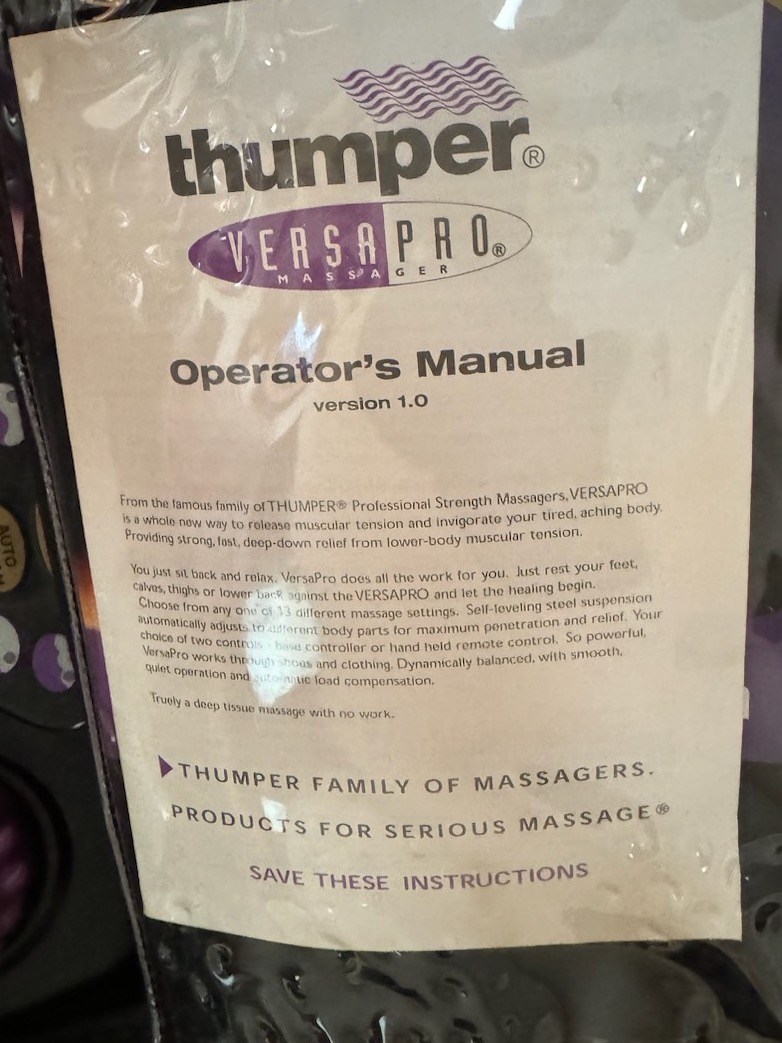 thumper®
VERSAPRO®
MASSAGER
Operator's Manual
version 1.0
From the famous family of THUMPER® Professional Strength Massagers, VERSAPRO
is a whole new way to release muscular tension and invigorate your tired, aching body.
Providing strong, fast, deep-down relief from lower-body muscular tension.
You just sit back and relax. VersaPro does all the work for you. Just rest your feet,
calves, thighs or lower back against the VERSAPRO and let the healing begin.
Choose from any one of 13 different massage settings. Self-leveling steel suspension
automatically adjusts to different body parts for maximum penetration and relief. Your
choice of two controls - base controller or hand held remote control. So powerful,
VersaPro works through shoes and clothing. Dynamically balanced, with smooth,
quiet operation and automatic load compensation.
Truely a deep tissue massage with no work.
THUMPER FAMILY OF MASSAGERS.
PRODUCTS FOR SERIOUS MASSAGE®
SAVE THESE INSTRUCTIONS
AUTO